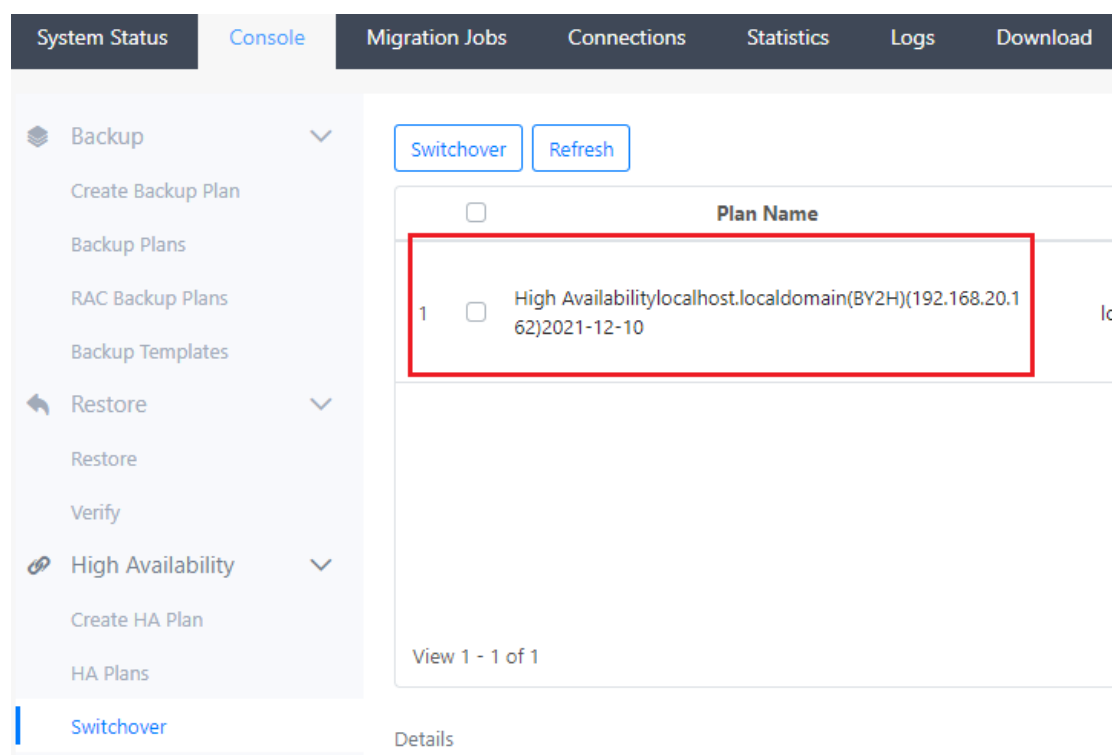 System Status Console Migration Jobs Connections Statistics Logs Download
Backup
Create Backup Plan
Backup Plans
RAC Backup Plans
Backup Templates
Restore
Restore
Verify
High Availability
Create HA Plan
HA Plans
Switchover
Switchover Refresh
Plan Name
1 High Availabilitylocalhost.localdomain(BY2H)(192.168.20.1
62)2021-12-10
View 1 - 1 of 1
Details